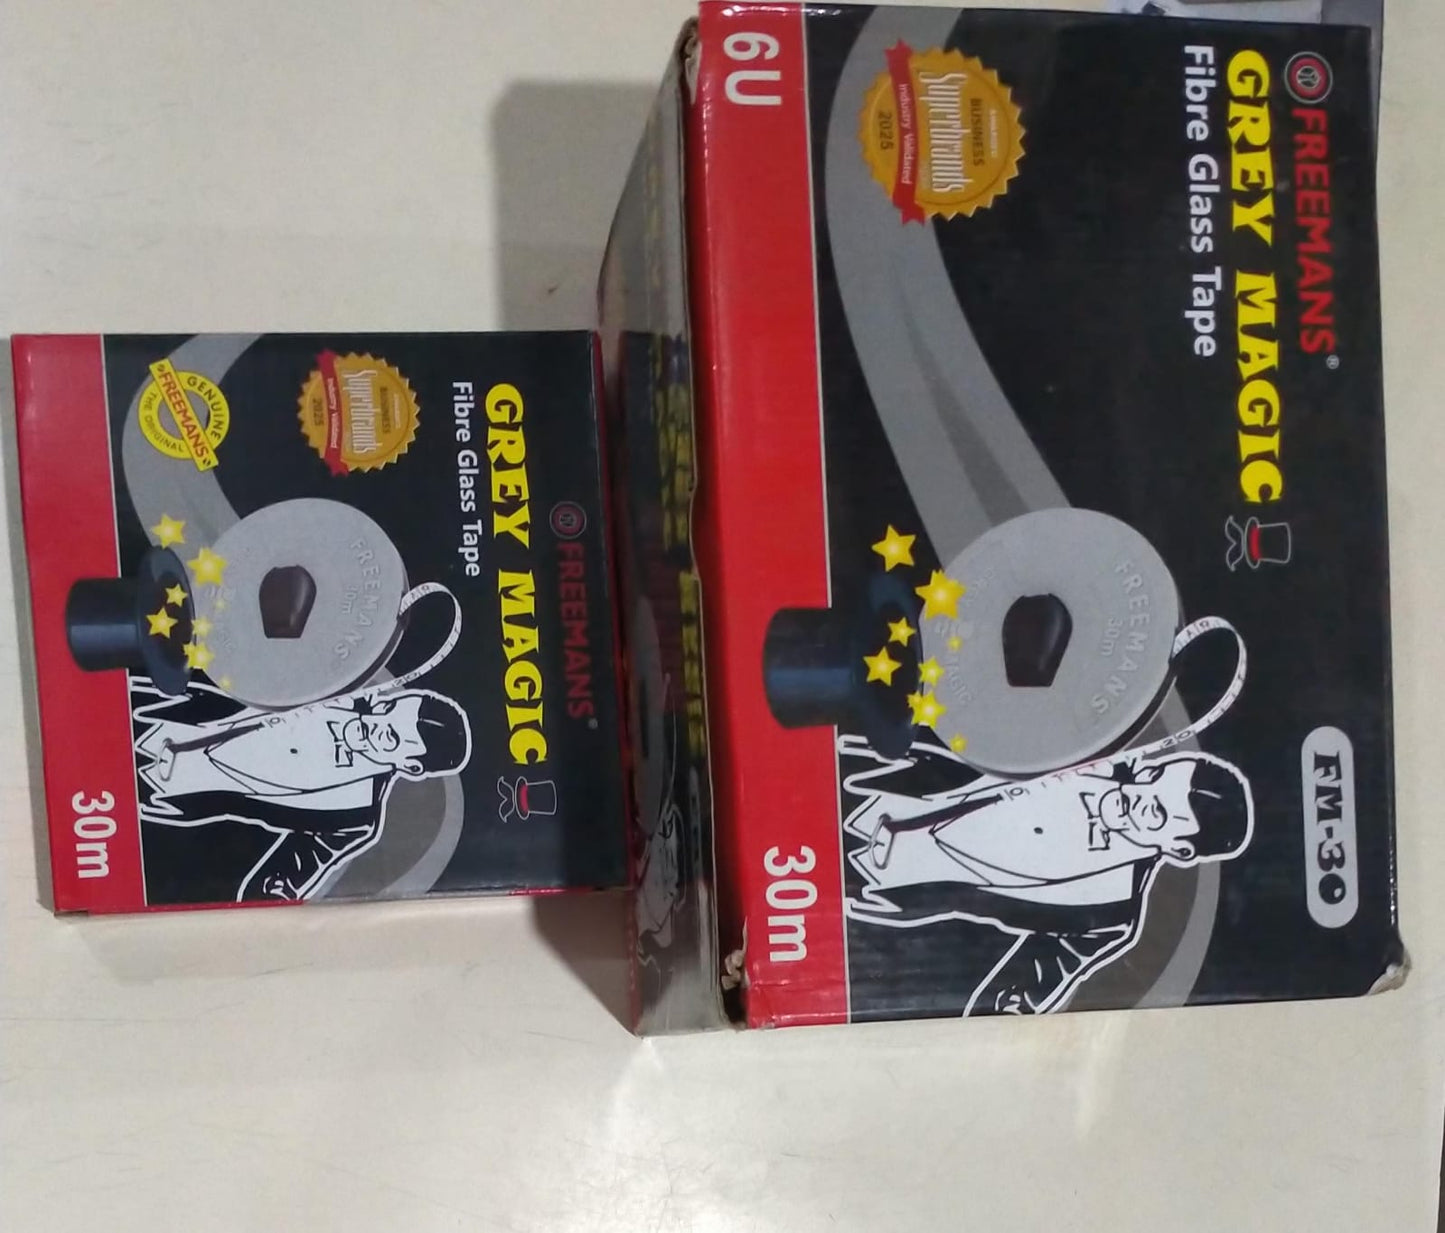 FREEMANS®
GREY MAGIC
Fibre Glass Tape
BUSINESS
Superbrands
Industry Validated
2025
FREEMANS
30m
FM-30
6U
30m
FREEMANS®
GREY MAGIC
Fibre Glass Tape
BUSINESS
Superbrands
Industry Validated
2025
GENUINE
FREEMANS
THE ORIGINAL
FREEMANS
30m
30m